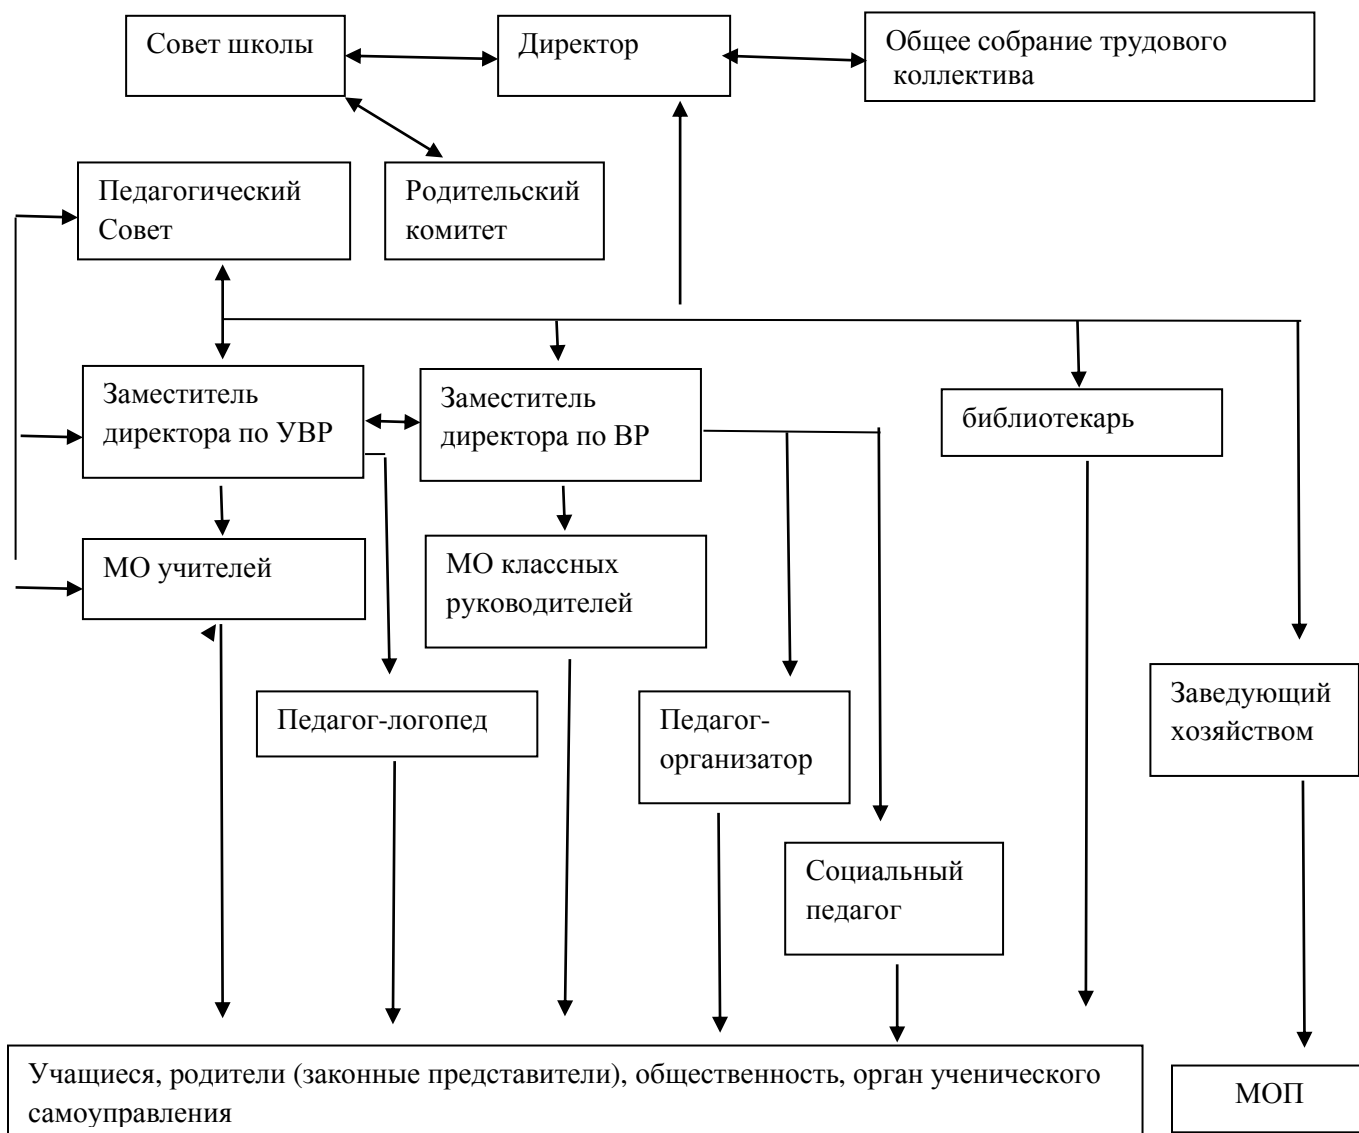 Совет школы
Директор
Общее собрание трудового
коллектива
Педагогический
Совет
Родительский
комитет
Заместитель
директора по УВР
Заместитель
директора по ВР
библиотекарь
МО учителей
МО классных
руководителей
Педагог-логопед
Педагог-
организатор
Заведующий
хозяйством
Социальный
педагог
Учащиеся, родители (законные представители), общественность, орган ученического
самоуправления
МОП